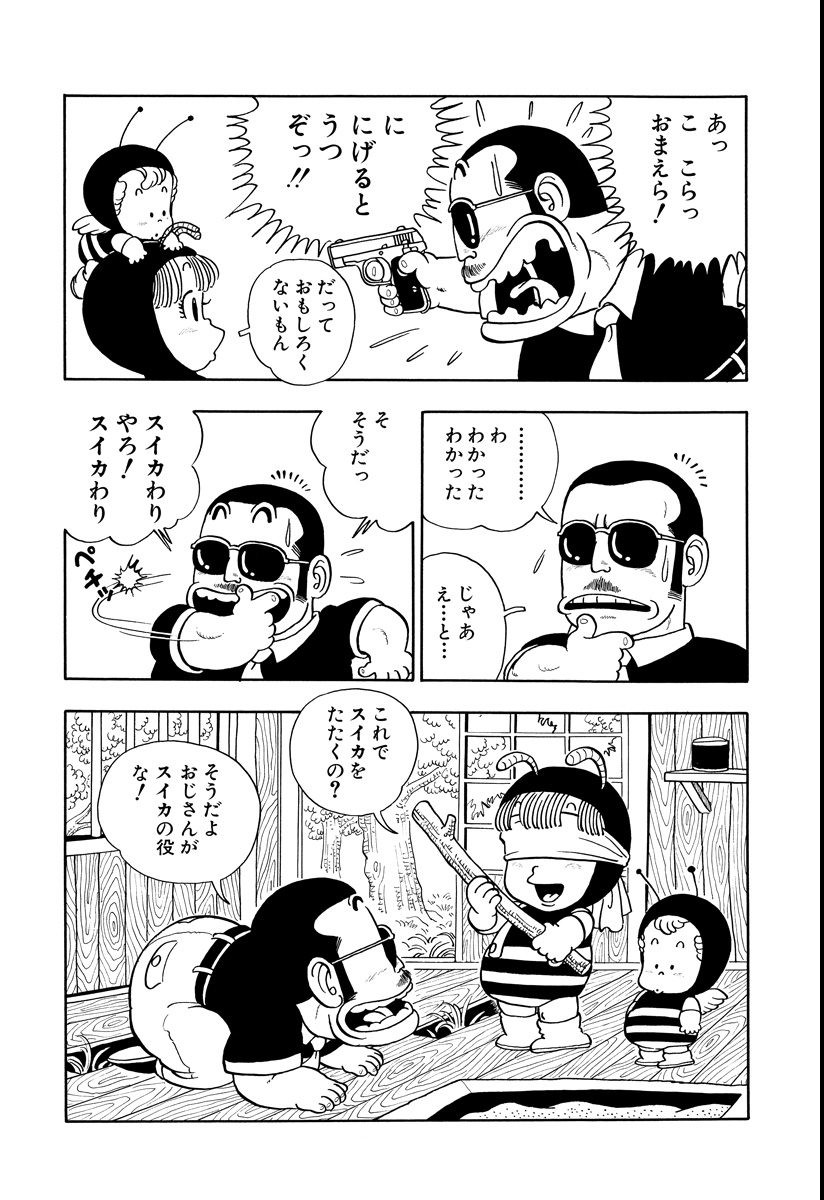 あっ
こ　こらっ
おまえら！
に
にげると
うつ
ぞっ!!
だって
おもしろく
ないもん
…………
わ
わかった
わかった
じゃあ
え…と…
そ
そうだっ
スイカわり
やろ！
スイカわり
ペチッ
これで
スイカを
たたくの？
そうだよ
おじさんが
スイカの役
な！